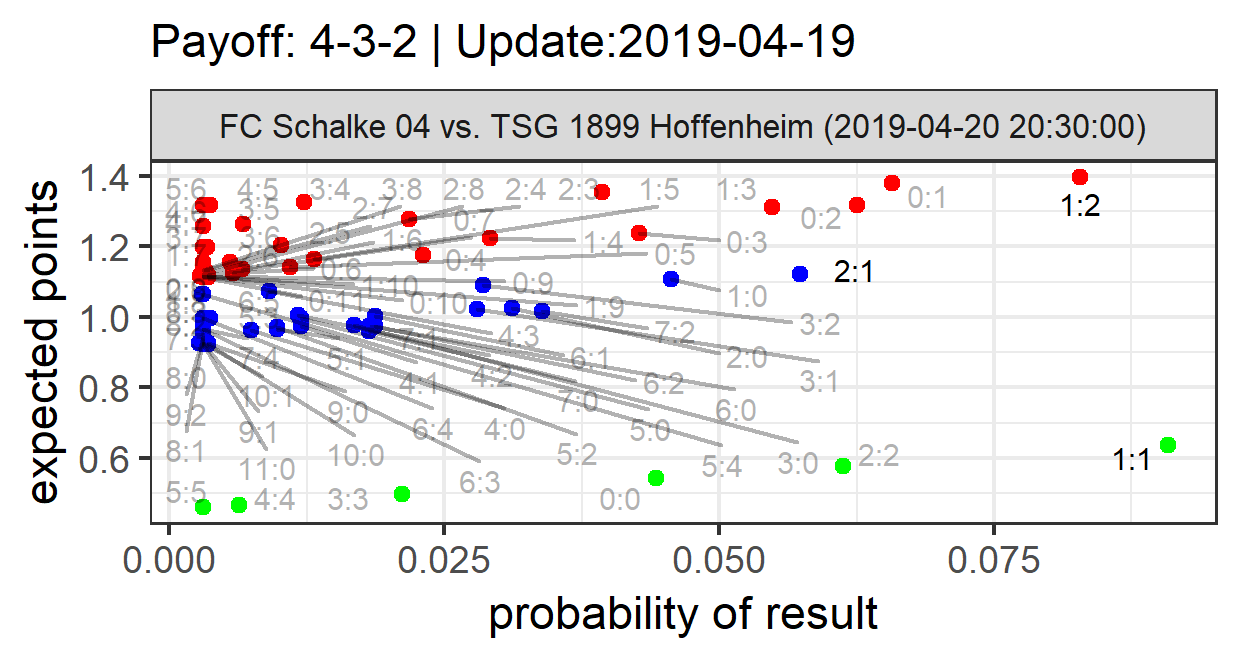 Payoff: 4-3-2 | Update:2019-04-19
FC Schalke 04 vs. TSG 1899 Hoffenheim (2019-04-20 20:30:00)
expected points
1.4
1.2
1.0
0.8
0.6
5:6 4:5 3:4 3:8 2:8 2:4 2:3 1:5 1:3
0:1
1:2
3:5 2:7 0:7 0:2
2:5 1:6 1:4 0:3
3:6
0:6 0:4 0:5
1:10 0:9 1:0
2:1
6:5 0:11 0:10 1:9
4:3 7:2 3:2
7:1
7:4 5:1 6:1 2:0
8:0 4:1 4:2 6:2 3:1
10:1 9:0 7:0 6:0
9:2
9:1 6:4 4:0 5:0
8:1 11:0 10:0 5:2 5:4 3:0 2:2 1:1
6:3
5:5 4:4 3:3 0:0
0.000 0.025 0.050 0.075
probability of result